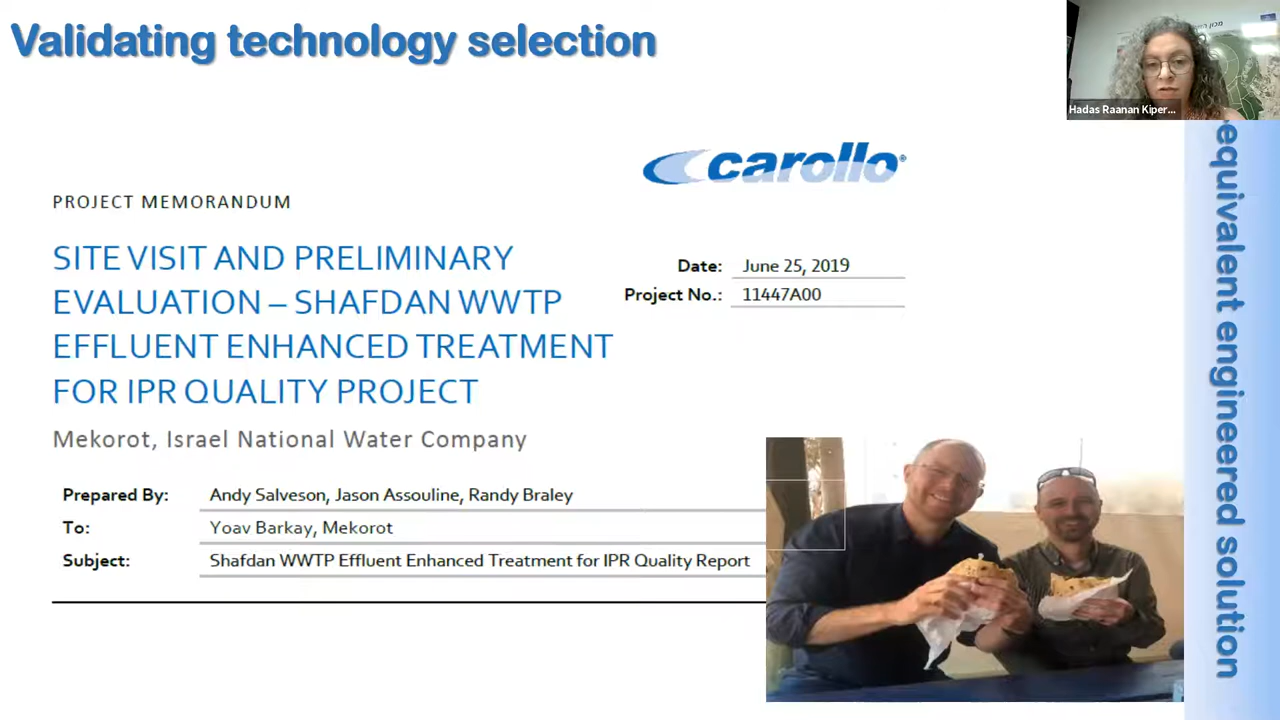 Validating technology selection
Hadas Raanan Kiper...
carollo®
PROJECT MEMORANDUM
SITE VISIT AND PRELIMINARY
EVALUATION – SHAFDAN WWTP
EFFLUENT ENHANCED TREATMENT
FOR IPR QUALITY PROJECT
Date: June 25, 2019
Project No.: 11447A00
Mekorot, Israel National Water Company
Prepared By: Andy Salveson, Jason Assouline, Randy Braley
To: Yoav Barkay, Mekorot
Subject: Shafdan WWTP Effluent Enhanced Treatment for IPR Quality Report
equivalent engineered solution